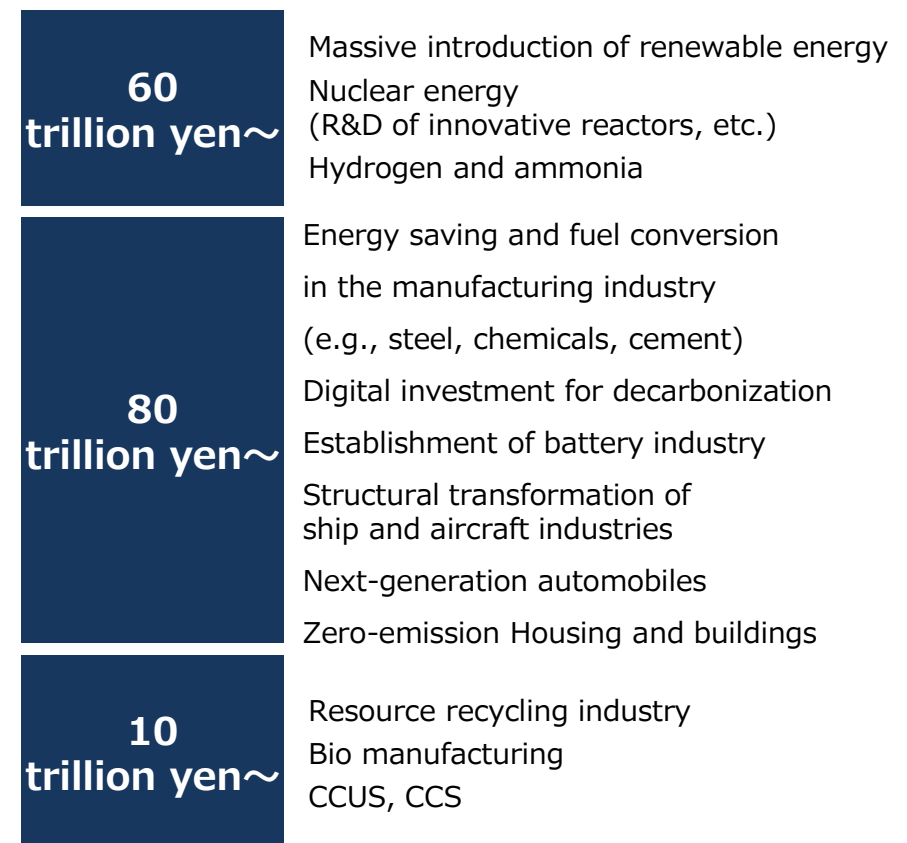 60
trillion yen～
Massive introduction of renewable energy
Nuclear energy
(R&D of innovative reactors, etc.)
Hydrogen and ammonia
80
trillion yen～
Energy saving and fuel conversion
in the manufacturing industry
(e.g., steel, chemicals, cement)
Digital investment for decarbonization
Establishment of battery industry
Structural transformation of
ship and aircraft industries
Next-generation automobiles
Zero-emission Housing and buildings
10
trillion yen～
Resource recycling industry
Bio manufacturing
CCUS, CCS